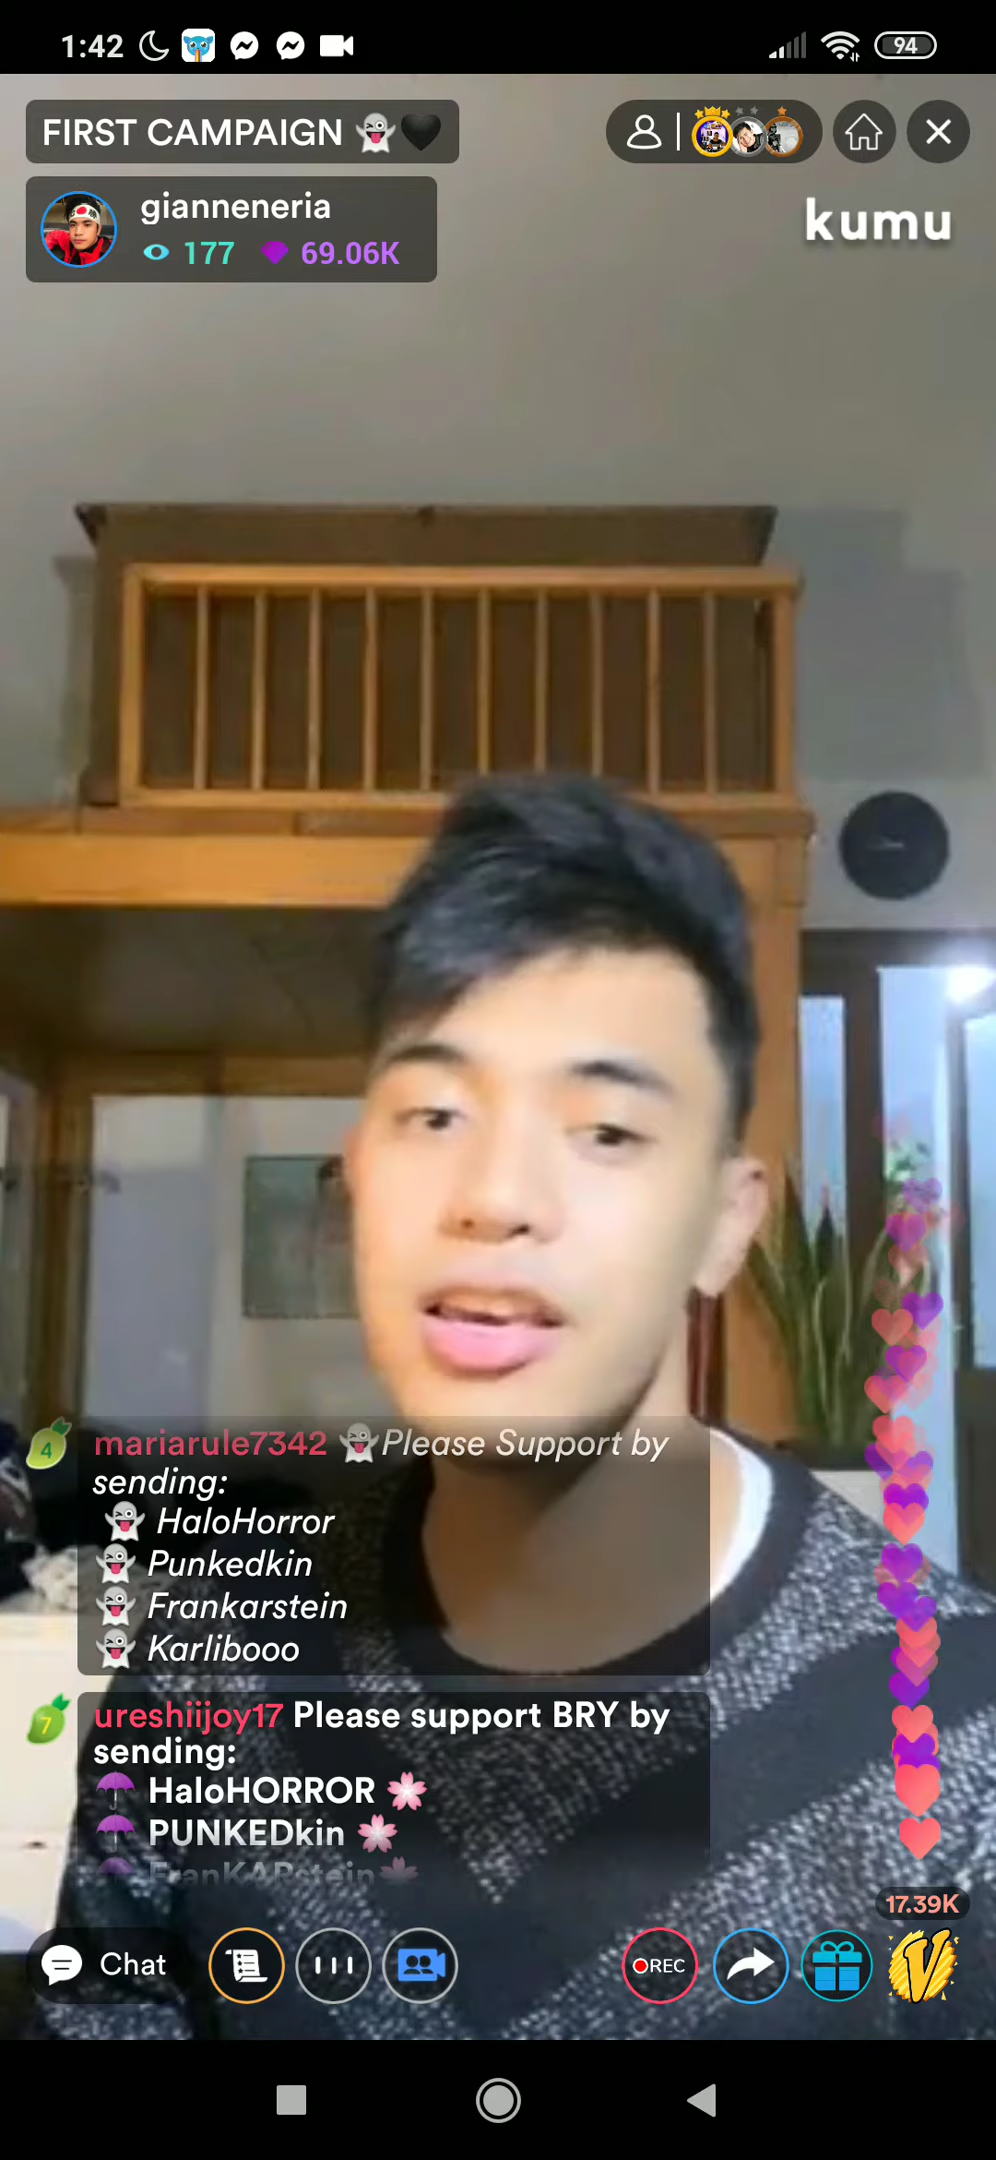 1:42
94
FIRST CAMPAIGN 👻🖤
gianneneria
177 69.06K
kumu
4
mariarule7342 👻Please Support by
sending:
👻 HaloHorror
👻 Punkedkin
👻 Frankarstein
👻 Karlibooo
7
ureshiijoy17 Please support BRY by
sending:
☂ HaloHORROR 🌸
☂ PUNKEDkin 🌸
☂ FranKARstein🌸
17.39K
Chat
REC
V